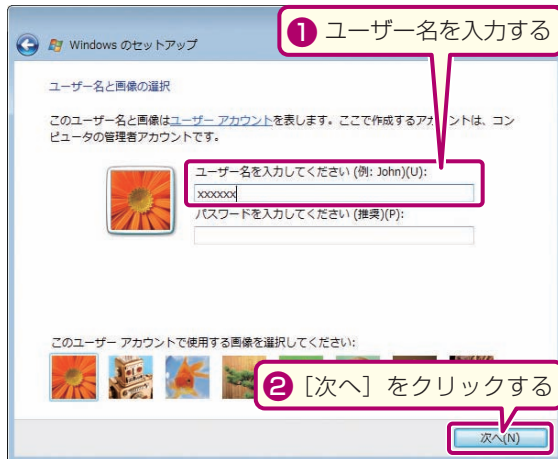 ❶ ユーザー名を入力する
Windows のセットアップ
ユーザー名と画像の選択
このユーザー名と画像はユーザー アカウントを表します。ここで作成するアカウントは、コン
ピュータの管理者アカウントです。
ユーザー名を入力してください (例: John)(U):
xxxxxx
パスワードを入力してください (推奨)(P):
このユーザー アカウントで使用する画像を選択してください:
❷［次へ］をクリックする
次へ(N)